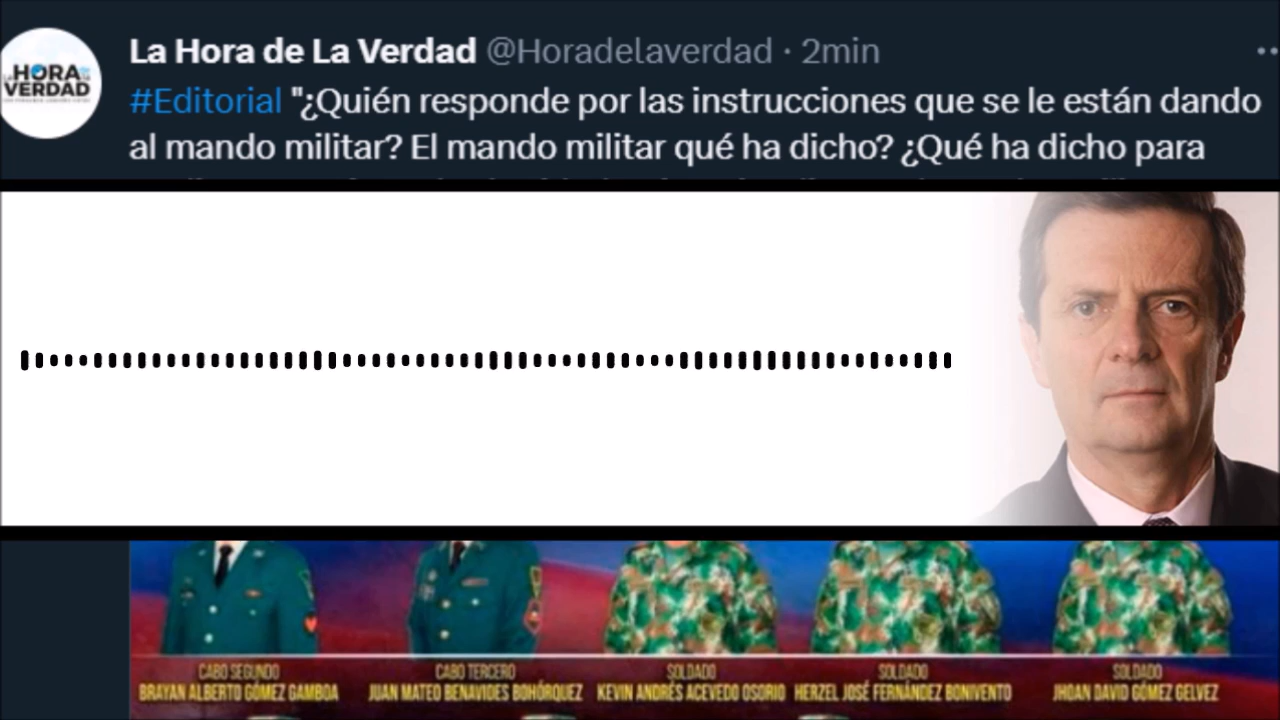 HORA
VERDAD
La Hora de La Verdad @Horadelaverdad · 2min
#Editorial "¿Quién responde por las instrucciones que se le están dando
al mando militar? El mando militar qué ha dicho? ¿Qué ha dicho para
CABO SEGUNDO
BRAYAN ALBERTO GÓMEZ GAMBOA
CABO TERCERO
JUAN MATEO BENAVIDES BOHÓRQUEZ
SOLDADO
KEVIN ANDRÉS ACEVEDO OSORIO
SOLDADO
HERZEL JOSÉ FERNÁNDEZ BONIVENTO
SOLDADO
JHOAN DAVID GÓMEZ GELVEZ